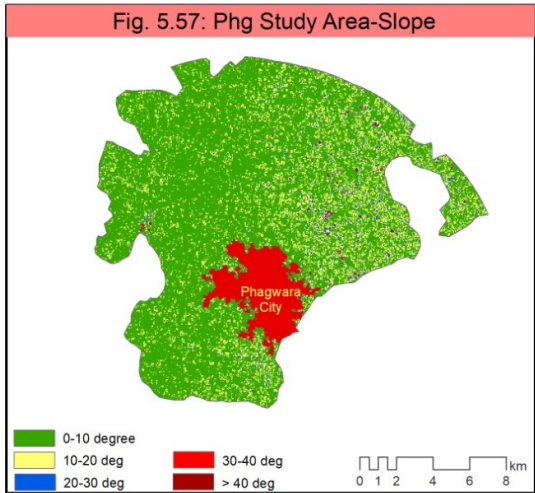 Fig. 5.57: Phg Study Area-Slope
Phagwara
City
0-10 degree
10-20 deg
20-30 deg
30-40 deg
> 40 deg
km
0 1 2 4 6 8